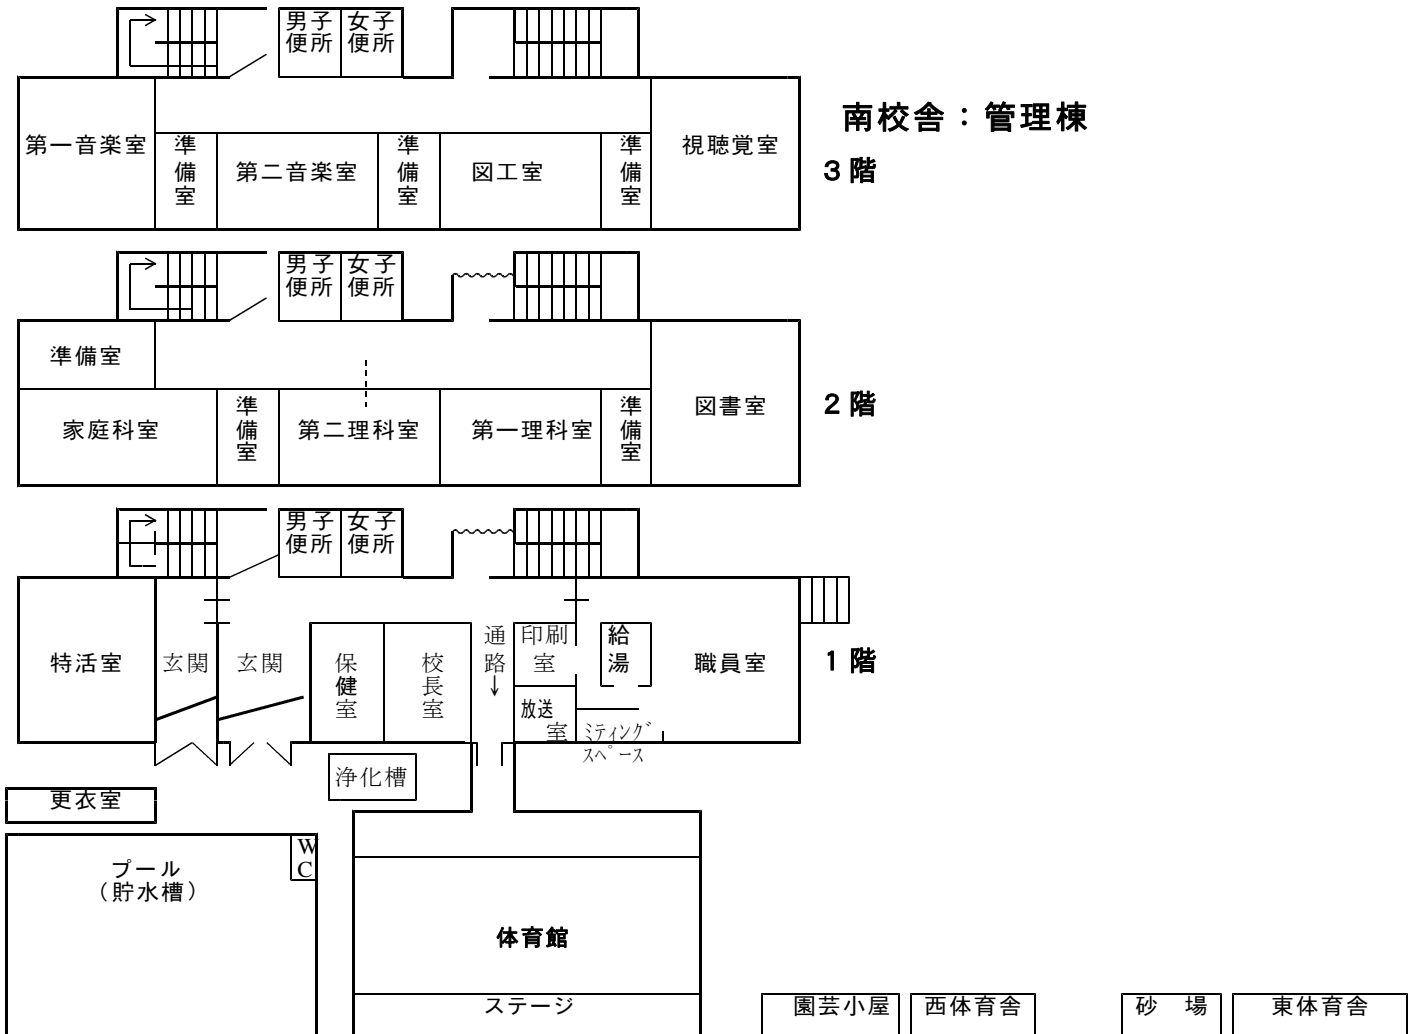 男子
便所
女子
便所
南校舎：管理棟
３階
第一音楽室
準備室
第二音楽室
準備室
図工室
準備室
視聴覚室
男子
便所
女子
便所
２階
準備室
家庭科室
準備室
第二理科室
第一理科室
準備室
図書室
男子
便所
女子
便所
１階
特活室
玄関
玄関
保健室
校長室
通路
印刷
室
放送
室
給
湯
ミティング
スペース
職員室
浄化槽
更衣室
プール
（貯水槽）
W
C
体育館
ステージ
園芸小屋
西体育舎
砂　場
東体育舎